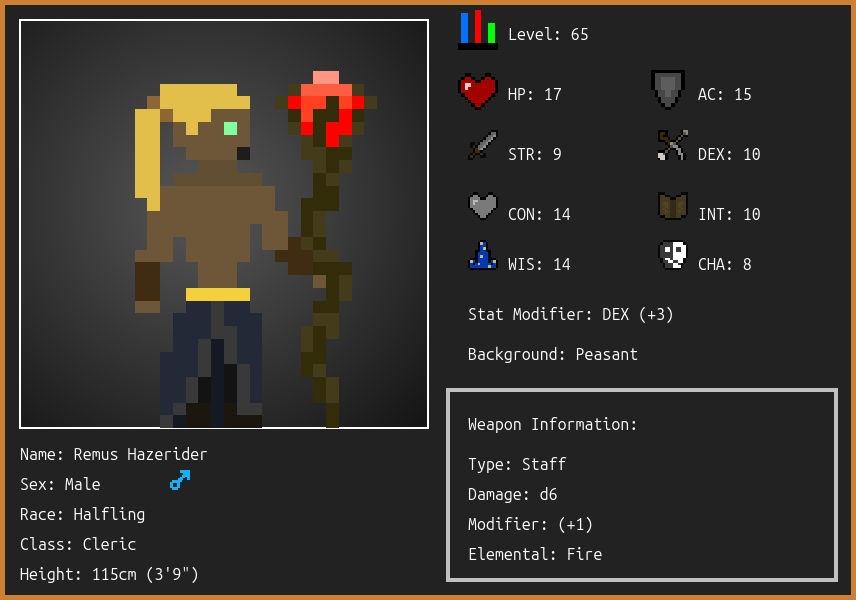 Level: 65
HP: 17
AC: 15
STR: 9
DEX: 10
CON: 14
INT: 10
WIS: 14
CHA: 8
Stat Modifier: DEX (+3)
Background: Peasant
Weapon Information:
Type: Staff
Damage: d6
Modifier: (+1)
Elemental: Fire
Name: Remus Hazerider
Sex: Male
Race: Halfling
Class: Cleric
Height: 115cm (3'9")